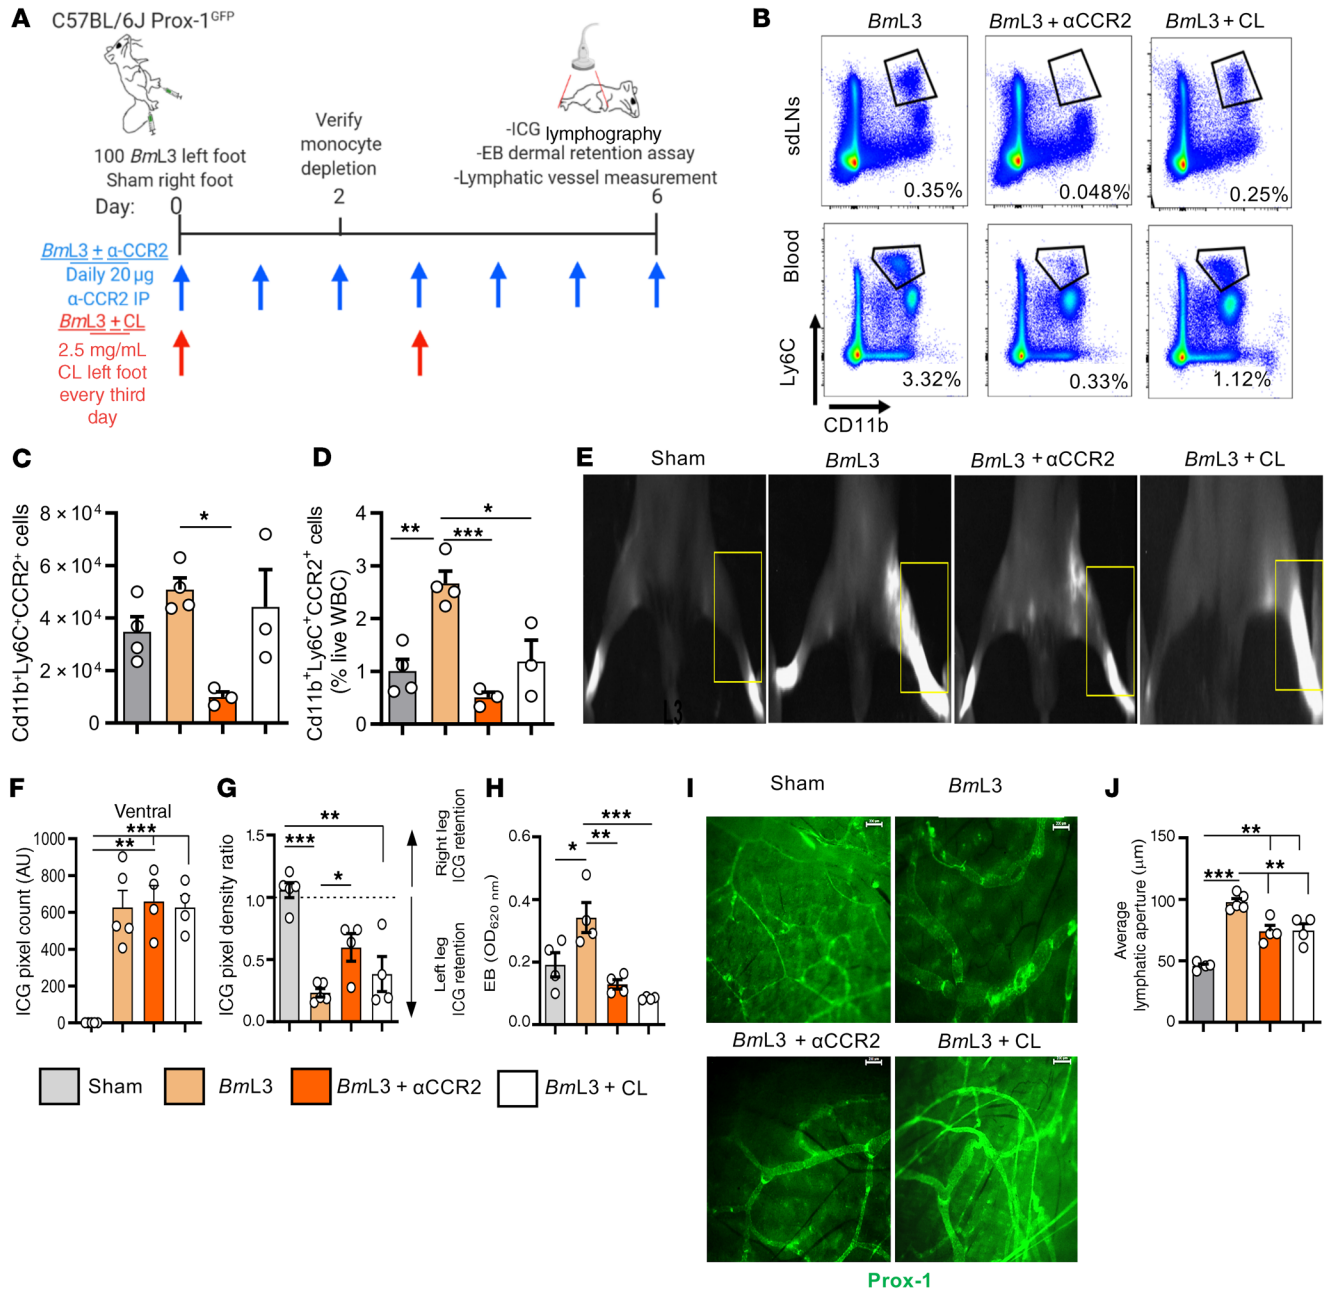 A
C57BL/6J Prox-1GFP
100 BmL3 left foot
Sham right foot
Verify
monocyte
depletion
-ICG lymphography
-EB dermal retention assay
-Lymphatic vessel measurement
Day:
0
2
6
BmL3 + α-CCR2
Daily 20 µg
α-CCR2 IP
BmL3 + CL
2.5 mg/mL
CL left foot
every third
day
B
BmL3
BmL3 + αCCR2
BmL3 + CL
sdLNs
0.35%
0.048%
0.25%
Blood
3.32%
0.33%
1.12%
Ly6C
CD11b
C
Cd11b+Ly6C+CCR2+ cells
8 × 10⁴
6 × 10⁴
4 × 10⁴
2 × 10⁴
0
*
D
Cd11b+Ly6C+CCR2+ cells
(% live WBC)
4
3
2
1
0
**
***
*
E
Sham
BmL3
BmL3 + αCCR2
BmL3 + CL
L3
F
Ventral
ICG pixel count (AU)
1000
800
600
400
200
0
***
**
G
ICG pixel density ratio
1.5
1.0
0.5
0.0
**
***
*
Right leg
ICG retention
Left leg
ICG retention
H
EB (OD620 nm)
0.6
0.4
0.2
0.0
***
**
*
I
Sham
BmL3
BmL3 + αCCR2
BmL3 + CL
Prox-1
J
Average
lymphatic aperture (µm)
150
100
50
0
**
***
**
Sham
BmL3
BmL3 + αCCR2
BmL3 + CL